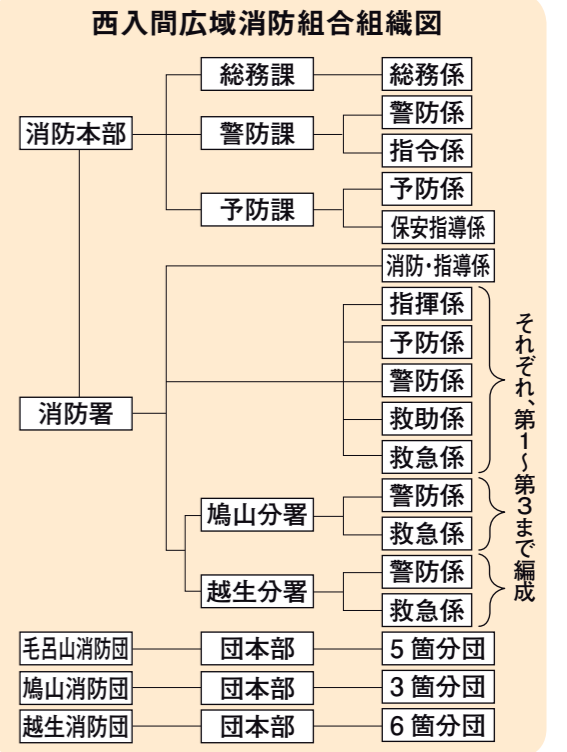 西入間広域消防組合組織図
総務課
総務係
消防本部
警防課
警防係
指令係
予防課
予防係
保安指導係
消防・指導係
消防署
指揮係
予防係
警防係
救助係
救急係
鳩山分署
警防係
救急係
越生分署
警防係
救急係
それぞれ、第1～第3まで編成
毛呂山消防団
団本部
5箇分団
鳩山消防団
団本部
3箇分団
越生消防団
団本部
6箇分団